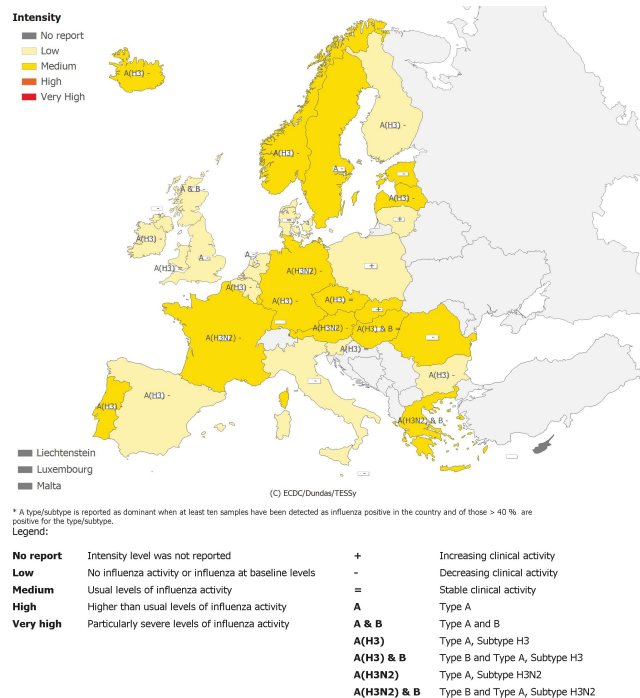 Intensity
No report
Low
Medium
High
Very High
A(H3) -
A(H3) -
A(H3) -
A -
-
A(H3) -
+
A & B -
-
A(H3) -
A(H3) =
A =
=
A
A(H3) -
A(H3N2) -
A(H3) -
+
A(H3) =
+
A(H3N2) -
A(H3) & B =
-
A(H3N2) -
A(H3) =
A(H3) -
A(H3) -
A(H3) -
-
A(H3N2) & B -
-
Liechtenstein
Luxembourg
Malta
(C) ECDC/Dundas/TESSy
* A type/subtype is reported as dominant when at least ten samples have been detected as influenza positive in the country and of those > 40 % are
positive for the type/subtype.
Legend:
No report Intensity level was not reported + Increasing clinical activity
Low No influenza activity or influenza at baseline levels - Decreasing clinical activity
Medium Usual levels of influenza activity = Stable clinical activity
High Higher than usual levels of influenza activity A Type A
Very high Particularly severe levels of influenza activity A & B Type A and B
A(H3) Type A, Subtype H3
A(H3) & B Type B and Type A, Subtype H3
A(H3N2) Type A, Subtype H3N2
A(H3N2) & B Type B and Type A, Subtype H3N2